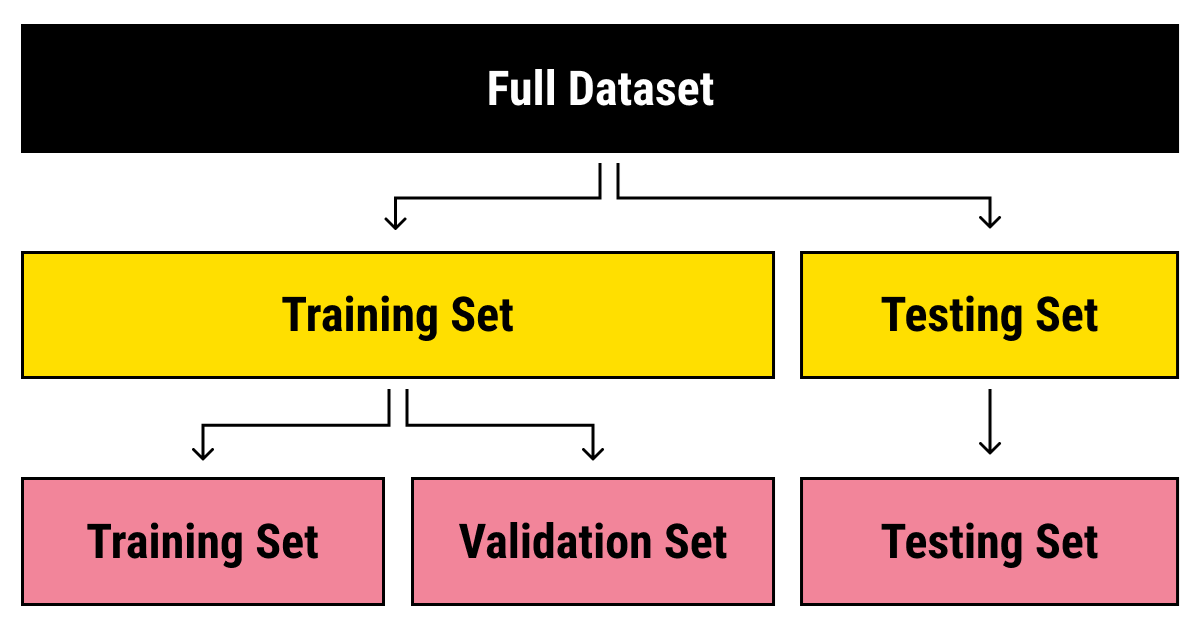 Full Dataset
Training Set
Testing Set
Training Set
Validation Set
Testing Set